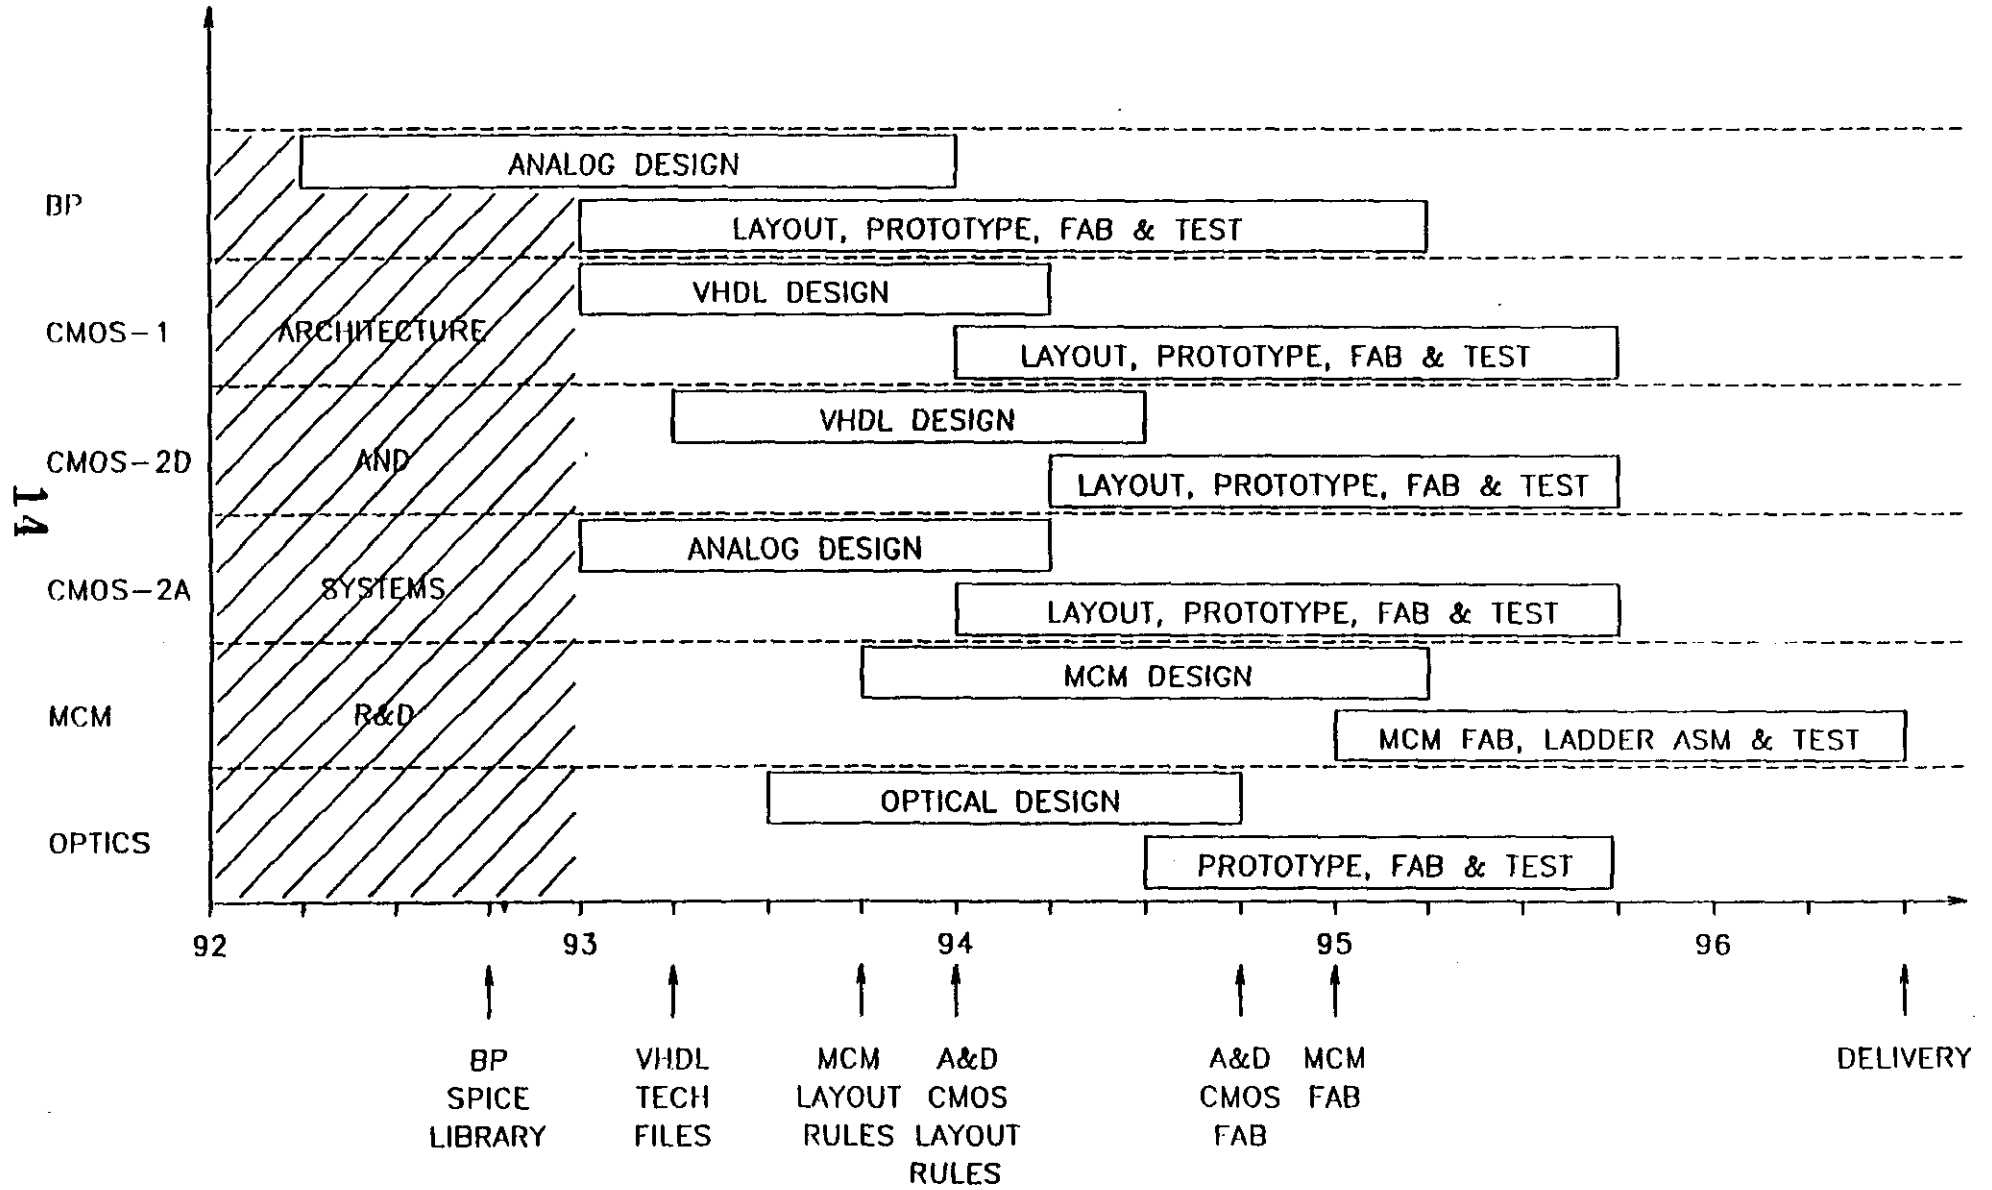 ANALOG DESIGN
BP
LAYOUT, PROTOTYPE, FAB & TEST
VHDL DESIGN
CMOS-1
ARCHITECTURE
LAYOUT, PROTOTYPE, FAB & TEST
VHDL DESIGN
CMOS-2D
AND
LAYOUT, PROTOTYPE, FAB & TEST
14
ANALOG DESIGN
CMOS-2A
SYSTEMS
LAYOUT, PROTOTYPE, FAB & TEST
MCM DESIGN
MCM
R&D
MCM FAB, LADDER ASM & TEST
OPTICAL DESIGN
OPTICS
PROTOTYPE, FAB & TEST
92 93 94 95 96
BP
SPICE
LIBRARY
VHDL
TECH
FILES
MCM
LAYOUT
RULES
A&D
CMOS
LAYOUT
RULES
A&D
CMOS
FAB
MCM
FAB
DELIVERY